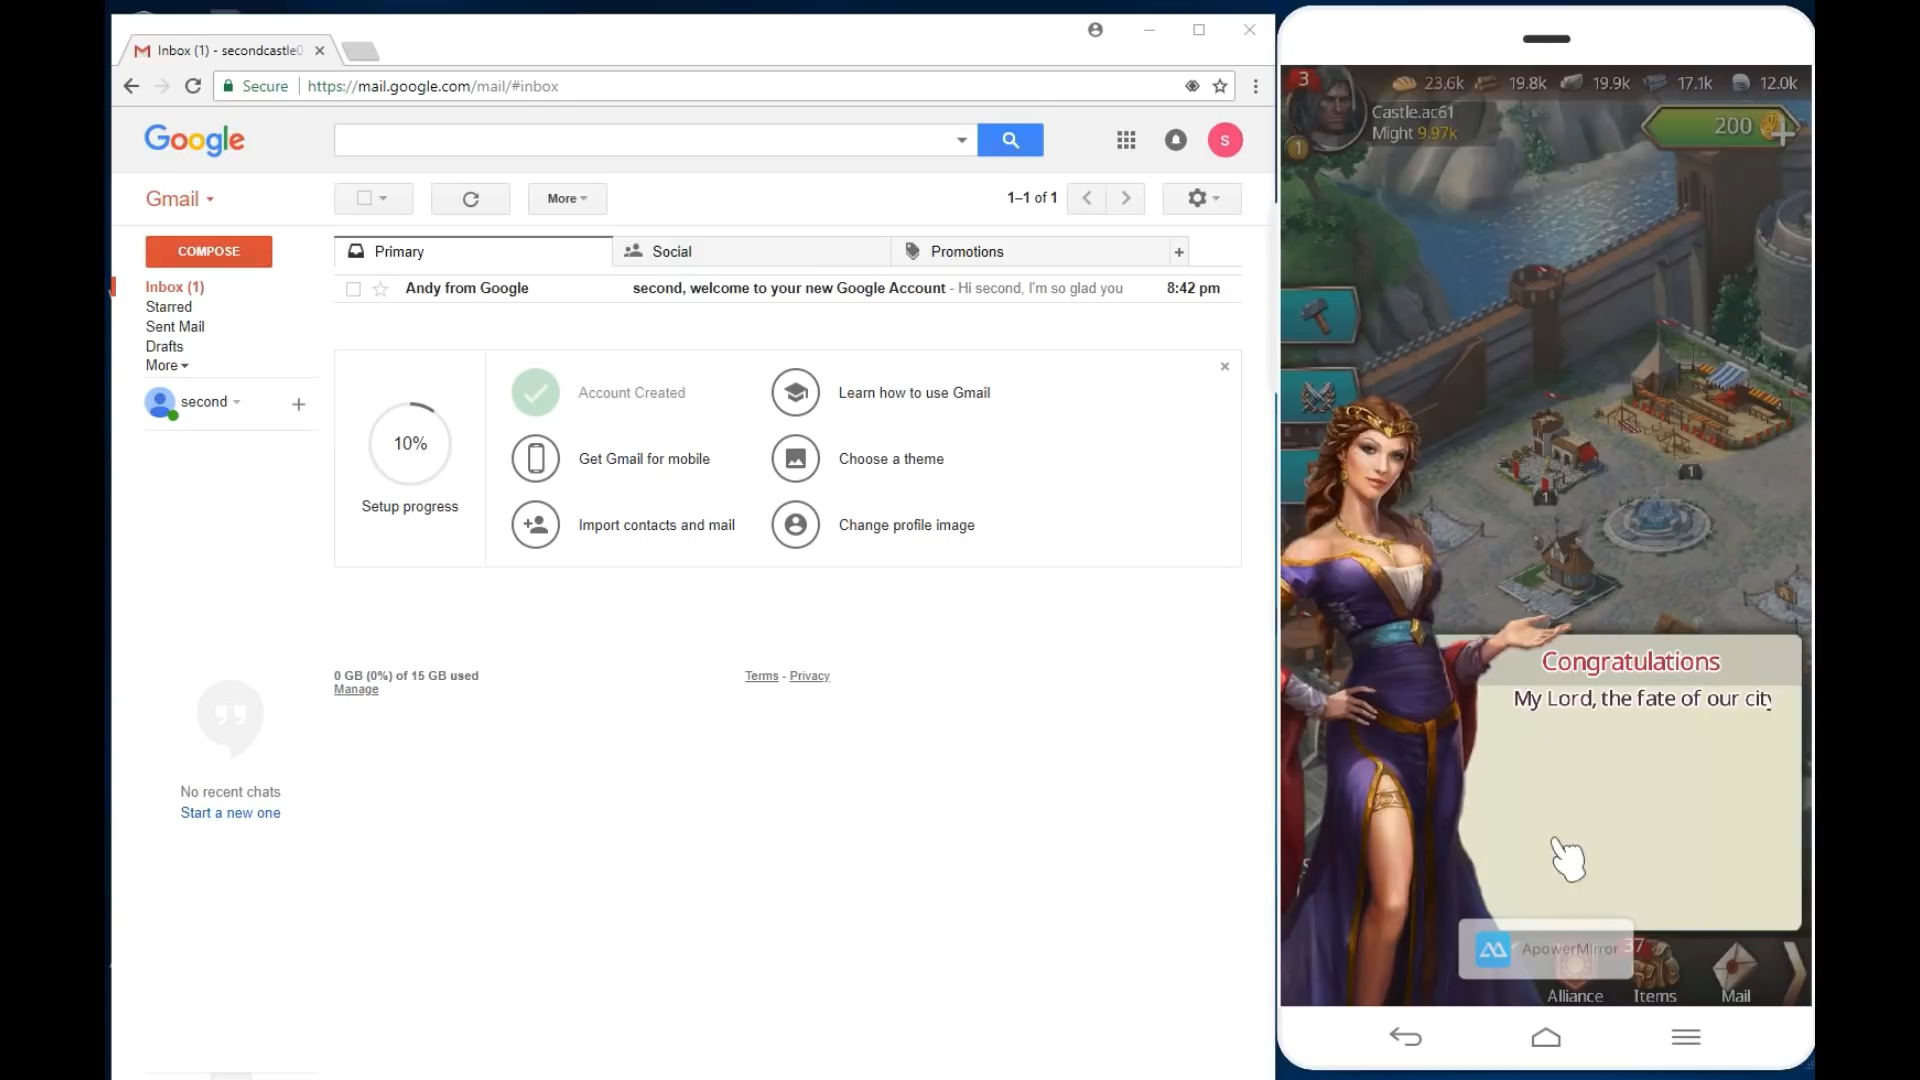 Inbox (1) - secondcastle0
Secure https://mail.google.com/mail/#inbox
Google
S
Gmail
More
1–1 of 1
COMPOSE
Primary
Social
Promotions
+
Inbox (1)
Starred
Sent Mail
Drafts
More
Andy from Google
second, welcome to your new Google Account - Hi second, I'm so glad you
8:42 pm
second
+
10%
Setup progress
Account Created
Learn how to use Gmail
Get Gmail for mobile
Choose a theme
Import contacts and mail
Change profile image
0 GB (0%) of 15 GB used
Manage
Terms - Privacy
No recent chats
Start a new one
3
23.6k 19.8k 19.9k 17.1k 12.0k
Castle.ac61
Might 9.97k
1
200
1
1
Congratulations
My Lord, the fate of our city
ApowerMirror
37
Alliance
Items
Mail